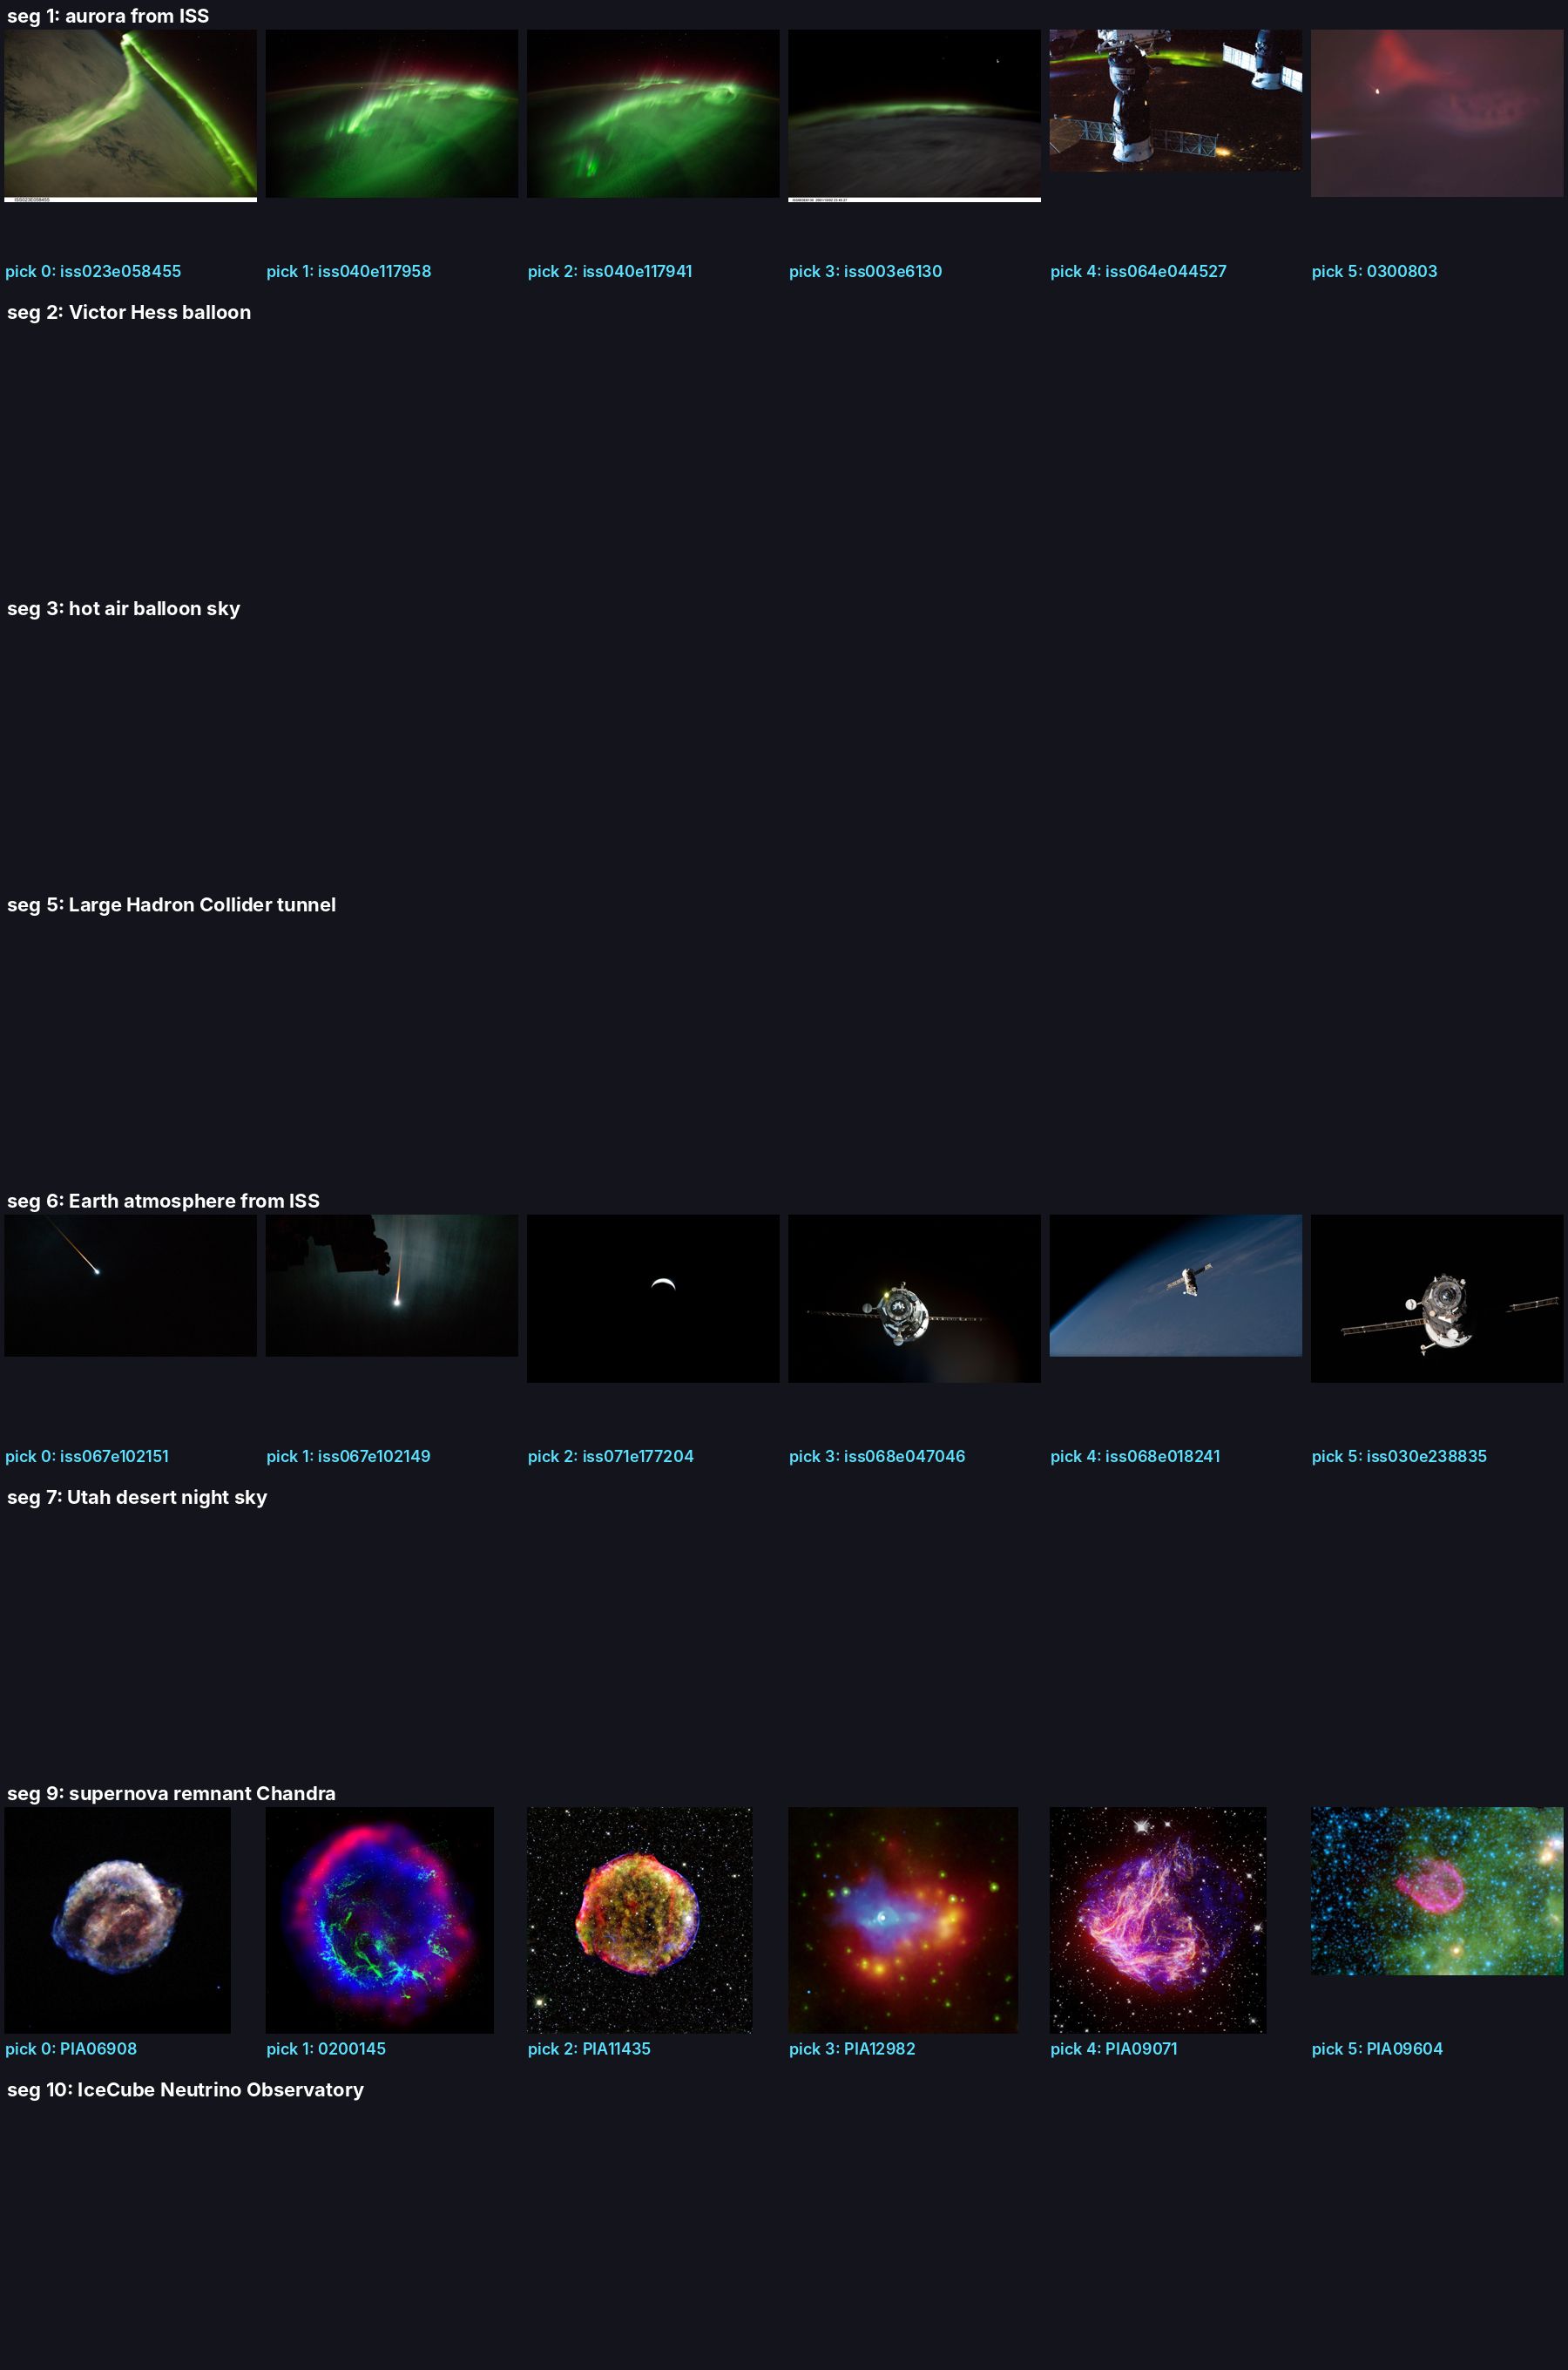 seg 1: aurora from ISS
ISS023E058455
pick 0: iss023e058455
pick 1: iss040e117958
pick 2: iss040e117941
pick 3: iss003e6130
pick 4: iss064e044527
pick 5: 0300803
seg 2: Victor Hess balloon
seg 3: hot air balloon sky
seg 5: Large Hadron Collider tunnel
seg 6: Earth atmosphere from ISS
pick 0: iss067e102151
pick 1: iss067e102149
pick 2: iss071e177204
pick 3: iss068e047046
pick 4: iss068e018241
pick 5: iss030e238835
seg 7: Utah desert night sky
seg 9: supernova remnant Chandra
pick 0: PIA06908
pick 1: 0200145
pick 2: PIA11435
pick 3: PIA12982
pick 4: PIA09071
pick 5: PIA09604
seg 10: IceCube Neutrino Observatory